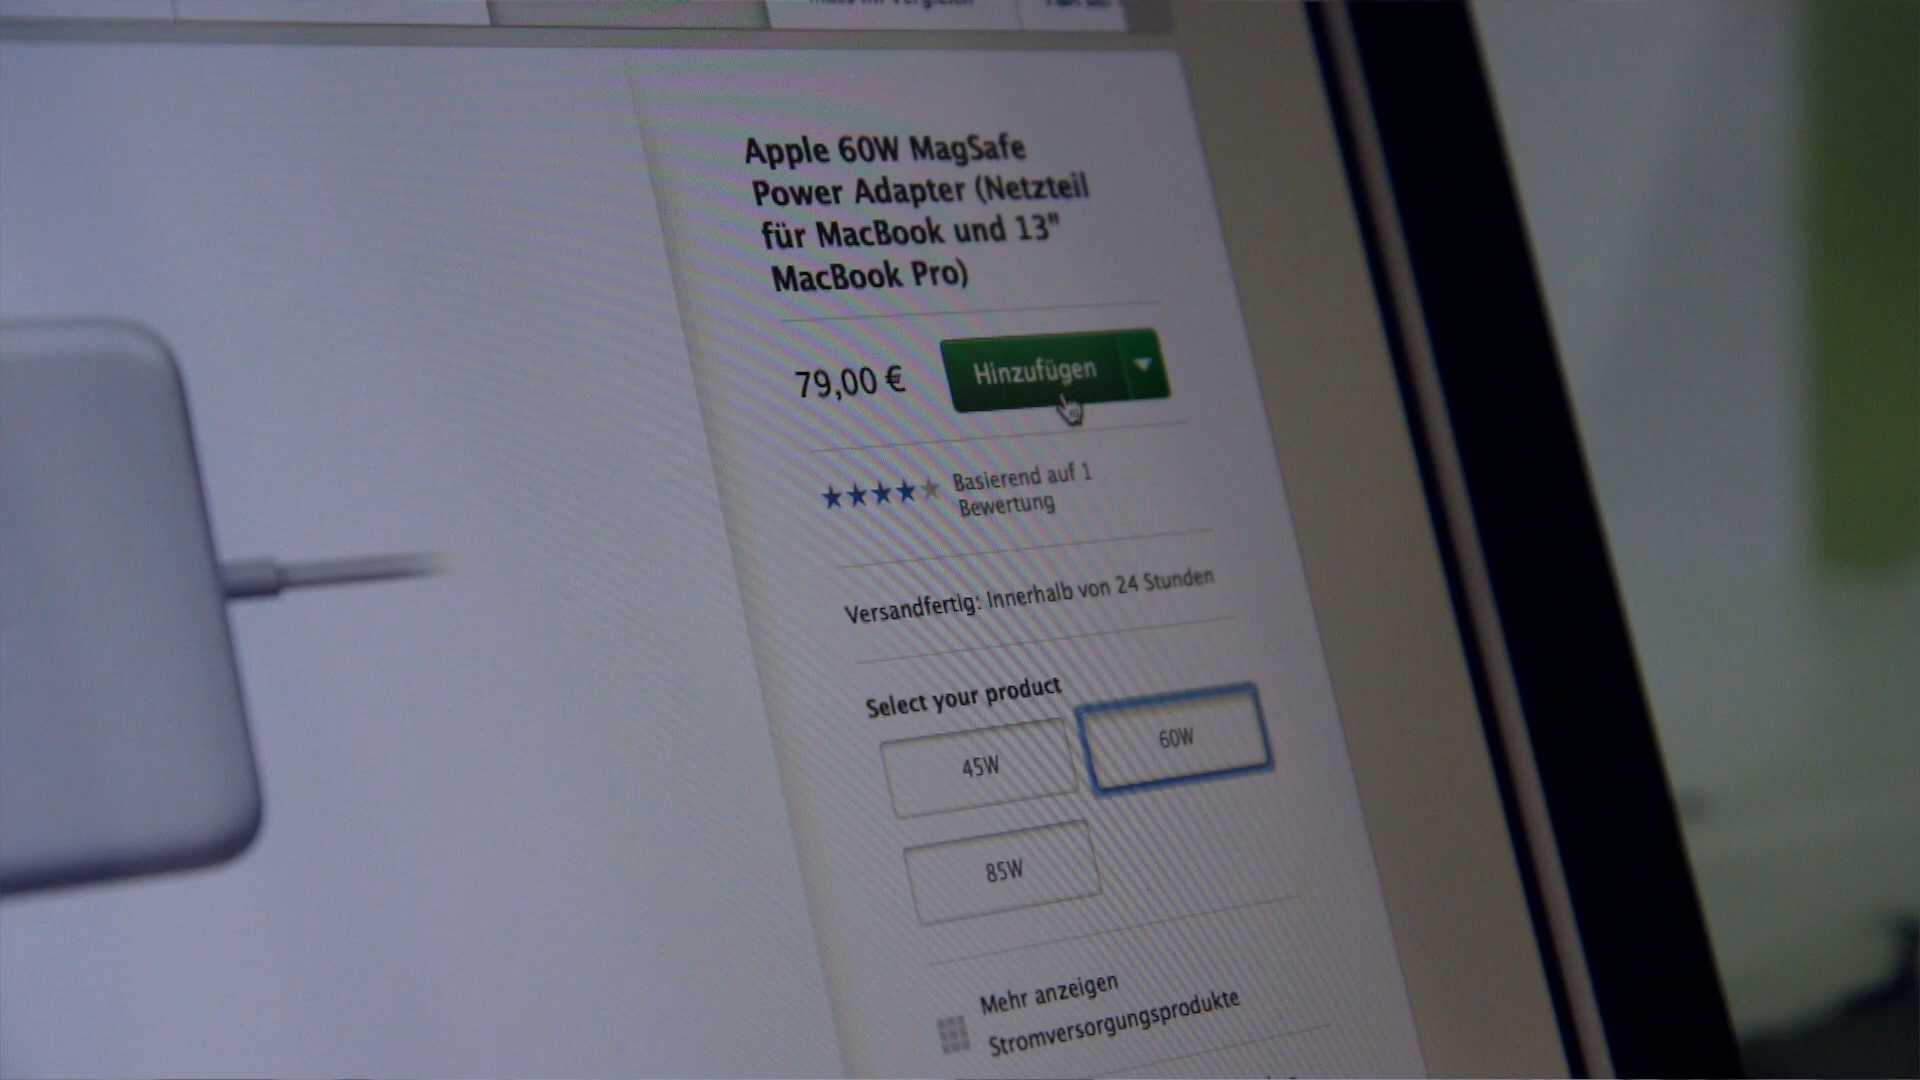 Apple 60W MagSafe
Power Adapter (Netzteil
für MacBook und 13"
MacBook Pro)
79,00 €
Hinzufügen
Basierend auf 1
Bewertung
Versandfertig: Innerhalb von 24 Stunden
Select your product
45W
60W
85W
Mehr anzeigen
Stromversorgungsprodukte